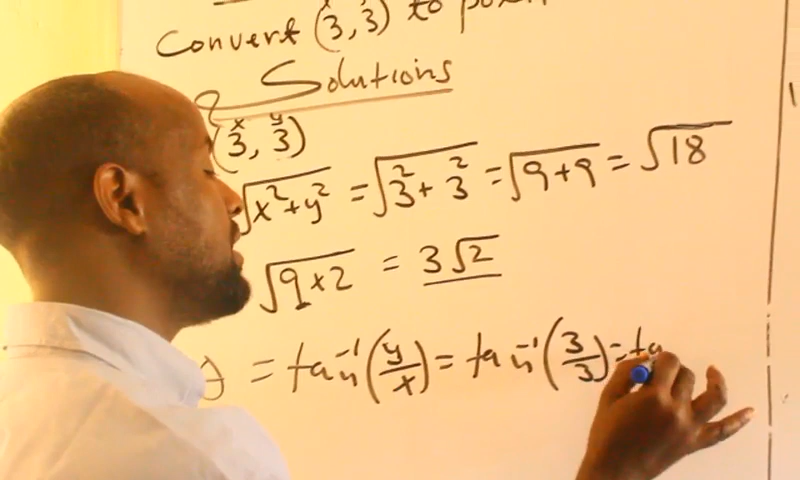 Convert (3, 3) to
Solutions
x y
(3, 3)
√x²+y² = √3²+3² = √9+9 = √18
√9×2 = 3√2
= tan⁻¹(y/x) = tan⁻¹(3/3) = ta